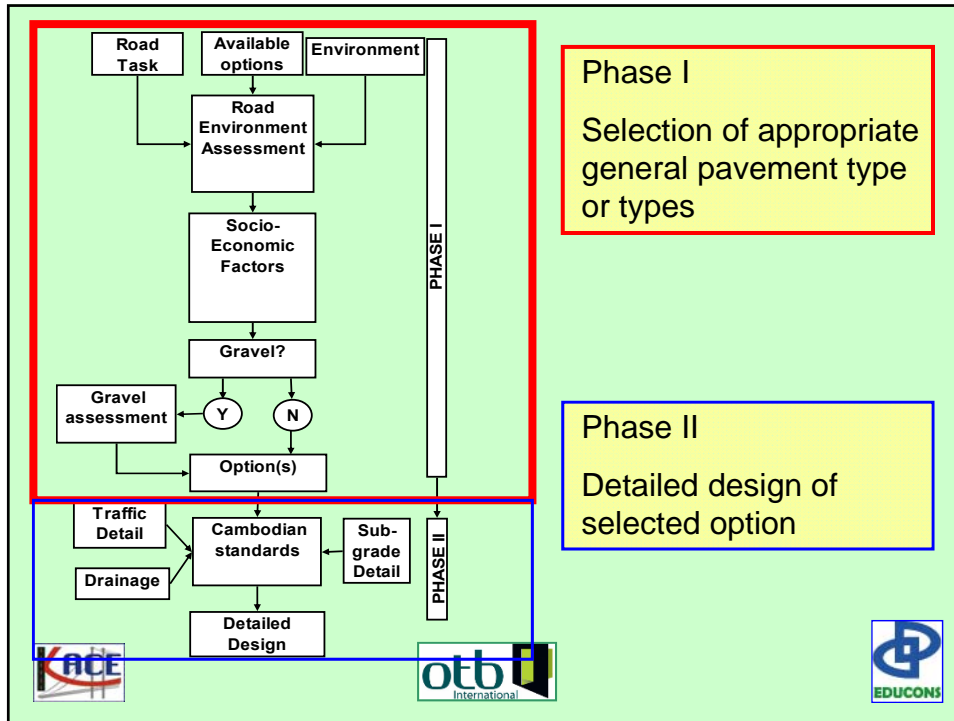 Road
Task
Available
options
Environment
Road
Environment
Assessment
Socio-
Economic
Factors
PHASE I
Gravel?
Gravel
assessment
Y
N
Option(s)
Traffic
Detail
Drainage
Cambodian
standards
Sub-
grade
Detail
PHASE II
Detailed
Design
Phase I
Selection of appropriate
general pavement type
or types
Phase II
Detailed design of
selected option
KACE
otb
International
EDUCONS